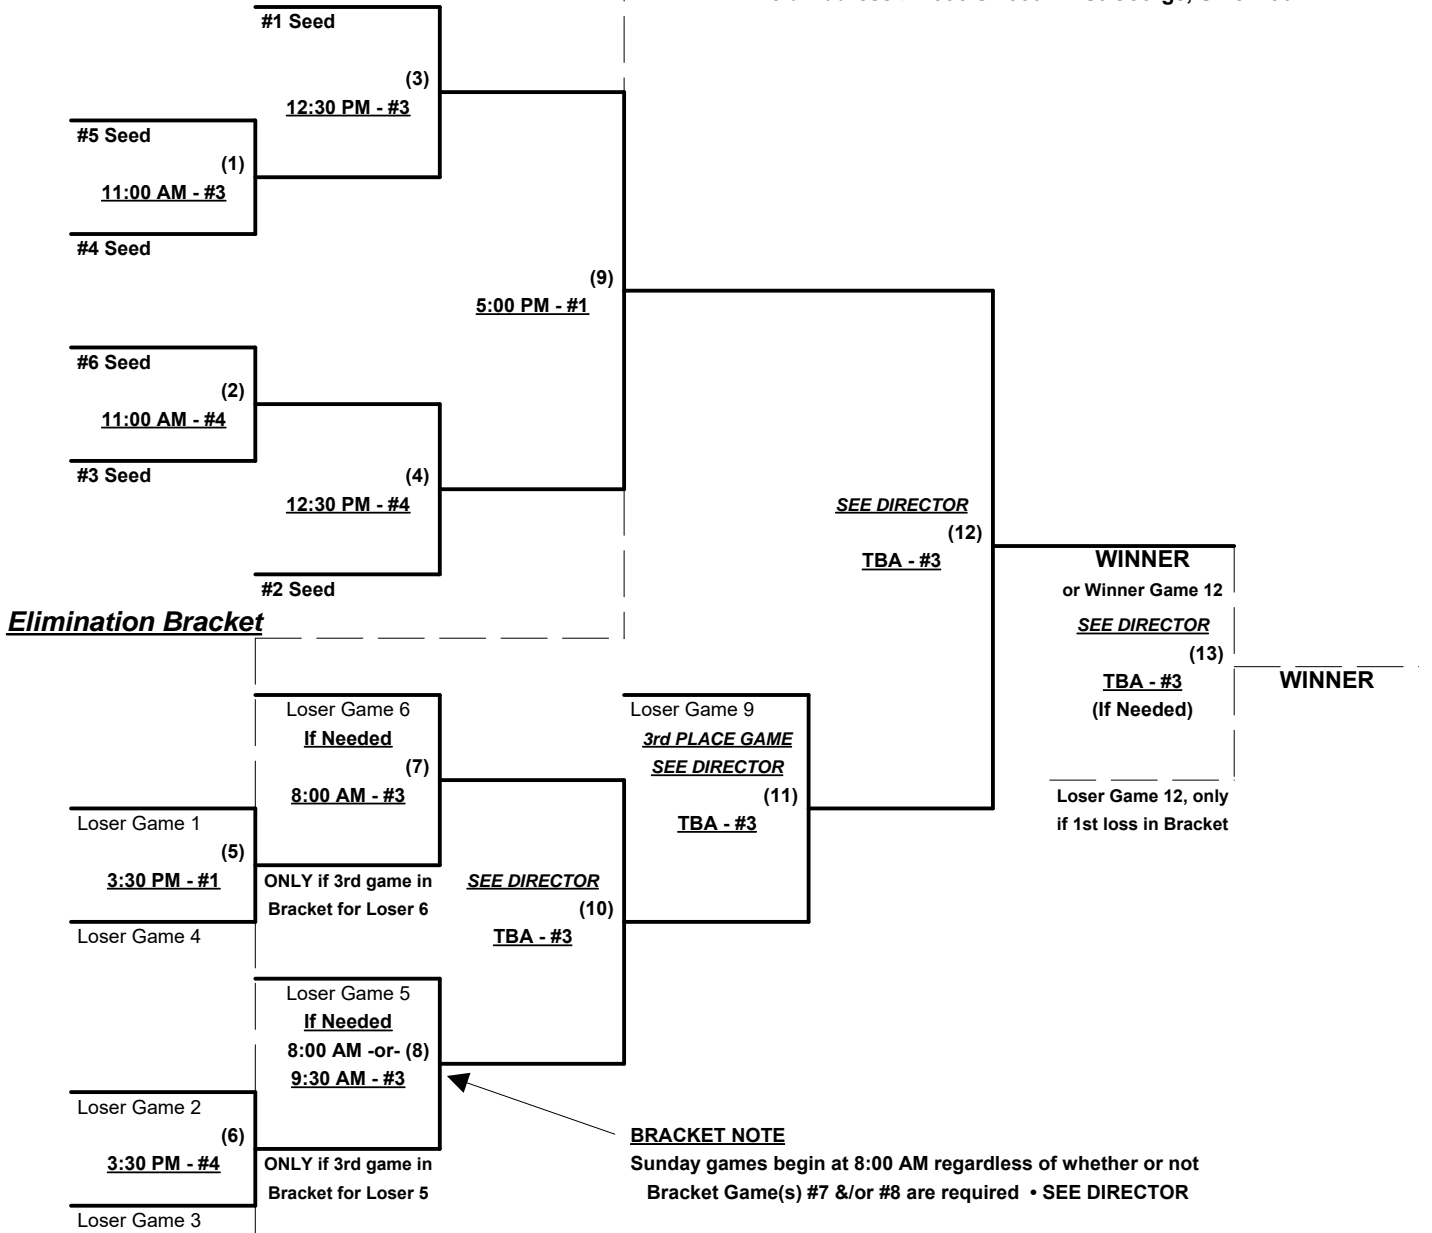 #1 Seed
(3)
12:30 PM - #3
#5 Seed
(1)
11:00 AM - #3
#4 Seed
(9)
5:00 PM - #1
#6 Seed
(2)
11:00 AM - #4
#3 Seed
(4)
12:30 PM - #4
#2 Seed
SEE DIRECTOR
(12)
TBA - #3
WINNER
or Winner Game 12
SEE DIRECTOR
(13)
TBA - #3
(If Needed)
WINNER
Loser Game 12, only
if 1st loss in Bracket
Elimination Bracket
Loser Game 6
If Needed
(7)
8:00 AM - #3
Loser Game 9
3rd PLACE GAME
SEE DIRECTOR
(11)
TBA - #3
Loser Game 1
(5)
3:30 PM - #1
Loser Game 4
ONLY if 3rd game in
Bracket for Loser 6
SEE DIRECTOR
(10)
TBA - #3
Loser Game 5
If Needed
8:00 AM -or- (8)
9:30 AM - #3
Loser Game 2
(6)
3:30 PM - #4
Loser Game 3
ONLY if 3rd game in
Bracket for Loser 5
BRACKET NOTE
Sunday games begin at 8:00 AM regardless of whether or not
Bracket Game(s) #7 &/or #8 are required • SEE DIRECTOR